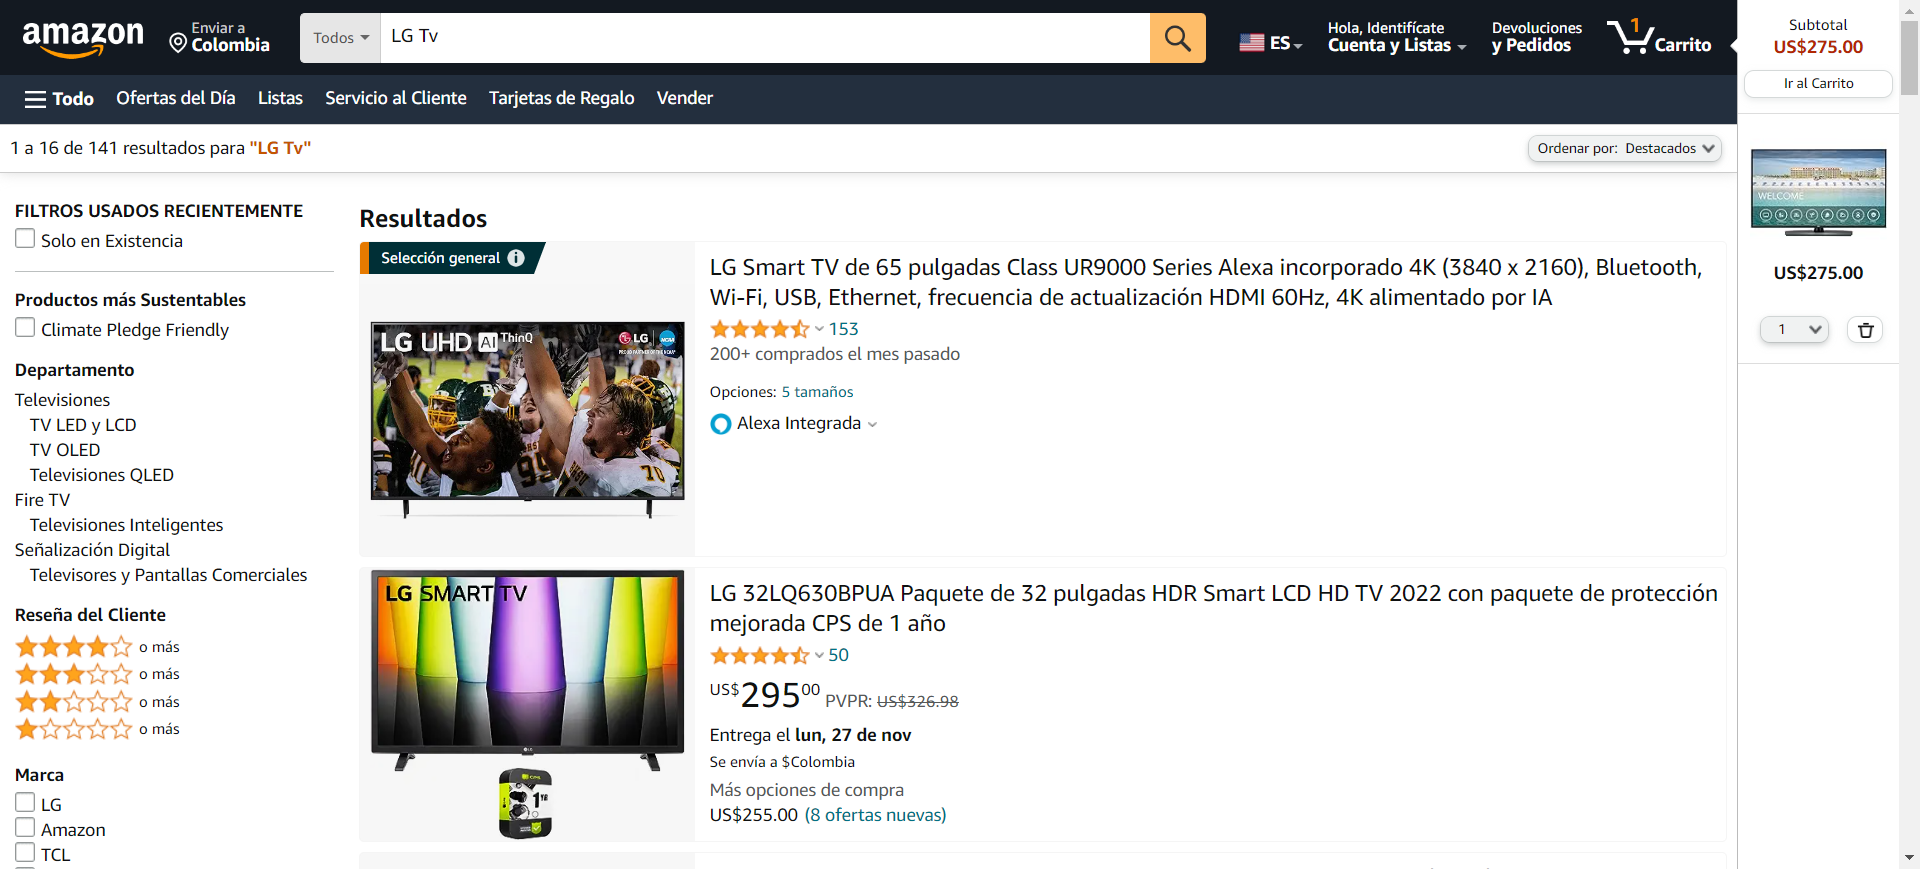 amazon
Enviar a
Colombia
Todos
LG Tv
ES
Hola, Identifícate
Cuenta y Listas
Devoluciones
y Pedidos
1
Carrito
Subtotal
US$275.00
Ir al Carrito
Todo
Ofertas del Día
Listas
Servicio al Cliente
Tarjetas de Regalo
Vender
1 a 16 de 141 resultados para "LG Tv"
Ordenar por: Destacados
WELCOME
US$275.00
1
FILTROS USADOS RECIENTEMENTE
Solo en Existencia
Productos más Sustentables
Climate Pledge Friendly
Departamento
Televisiones
TV LED y LCD
TV OLED
Televisiones QLED
Fire TV
Televisiones Inteligentes
Señalización Digital
Televisores y Pantallas Comerciales
Reseña del Cliente
o más
o más
o más
o más
Marca
LG
Amazon
TCL
Resultados
Selección general
LG UHD AI ThinQ
LG
LG Smart TV de 65 pulgadas Class UR9000 Series Alexa incorporado 4K (3840 x 2160), Bluetooth,
Wi-Fi, USB, Ethernet, frecuencia de actualización HDMI 60Hz, 4K alimentado por IA
153
200+ comprados el mes pasado
Opciones: 5 tamaños
Alexa Integrada
LG SMART TV
1 YR
LG 32LQ630BPUA Paquete de 32 pulgadas HDR Smart LCD HD TV 2022 con paquete de protección
mejorada CPS de 1 año
50
US$295.00 PVPR: US$326.98
Entrega el lun, 27 de nov
Se envía a $Colombia
Más opciones de compra
US$255.00 (8 ofertas nuevas)